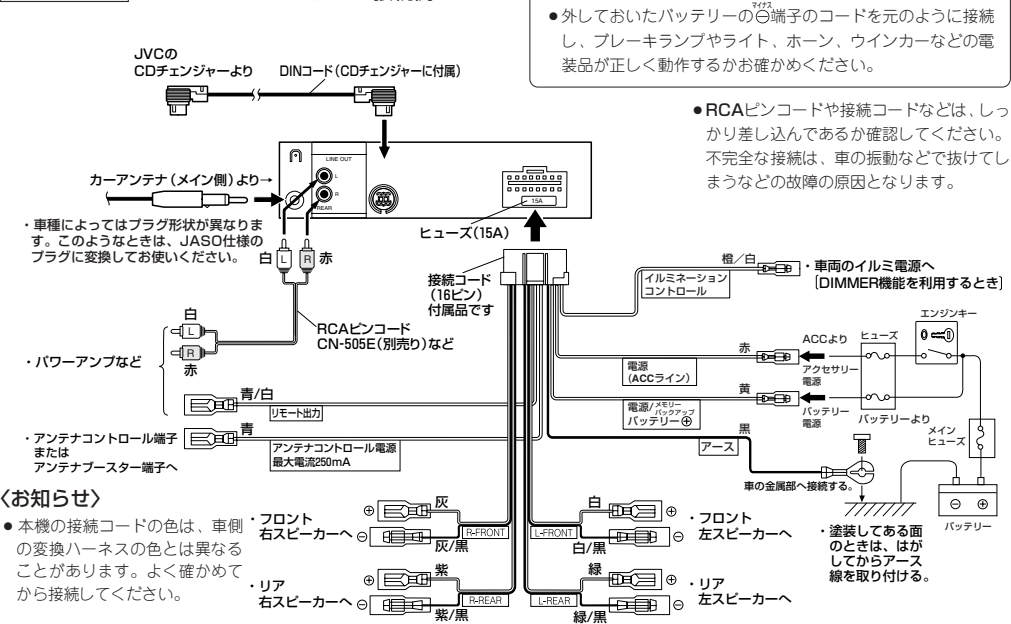 マイナス
●外しておいたバッテリーの⊖端子のコードを元のように接続
し、ブレーキランプやライト、ホーン、ウインカーなどの電
装品が正しく動作するかお確かめください。
●RCAピンコードや接続コードなどは、しっ
かり差し込んであるか確認してください。
不完全な接続は、車の振動などで抜けてし
まうなどの故障の原因となります。
JVCの
CDチェンジャーより
DINコード(CDチェンジャーに付属)
LINE OUT
L
R
REAR
15A
カーアンテナ(メイン側)より→
ヒューズ(15A)
・車種によってはプラグ形状が異なりま
す。このようなときは、JASO仕様の
プラグに変換してお使いください。
白 L R 赤
接続コード
(16ピン)
付属品です
橙/白
イルミネーション
コントロール
・車両のイルミ電源へ
[DIMMER機能を利用するとき]
エンジンキー
白
L
R
赤
RCAピンコード
CN-505E(別売り)など
・パワーアンプなど
赤
電源
(ACCライン)
ACCより
アクセサリー
電源
ヒューズ
青/白
リモート出力
黄
電源/メモリー
バックアップ
バッテリー⊕
バッテリー
電源
バッテリーより
メイン
ヒューズ
青
アンテナコントロール電源
最大電流250mA
・アンテナコントロール端子
または
アンテナブースター端子へ
黒
アース
車の金属部へ接続する。
⊖ ⊕
バッテリー
・塗装してある面
のときは、はが
してからアース
線を取り付ける。
〈お知らせ〉
●本機の接続コードの色は、車側
の変換ハーネスの色とは異なる
ことがあります。よく確かめて
から接続してください。
・フロント
右スピーカーへ
⊕ 灰
⊖ 灰/黒
R-FRONT
・リア
右スピーカーへ
⊕ 紫
⊖ 紫/黒
R-REAR
白 ⊕
白/黒 ⊖
L-FRONT
・フロント
左スピーカーへ
緑 ⊕
緑/黒 ⊖
L-REAR
・リア
左スピーカーへ